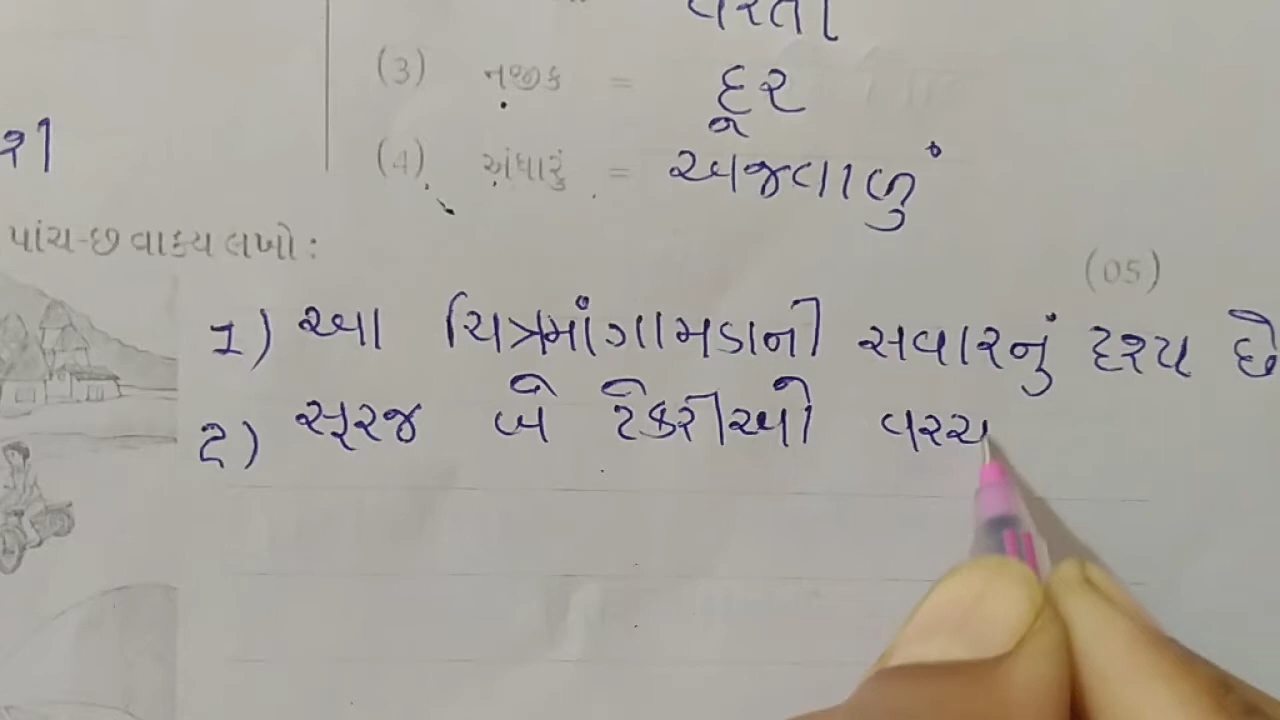 (3) નજીક = દૂર
(4) અંધારું = અજવાળું
પાંચ-છ વાક્ય લખો :
(05)
1) આ ચિત્રમાંગામડાની સવારનું દૃશ્ય છે
2) સૂરજ બે ટેકરીઓ વચ્ચ